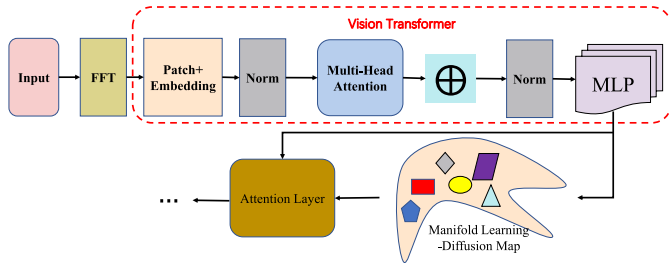 Vision Transformer
Input
FFT
Patch+
Embedding
Norm
Multi-Head
Attention
Norm
MLP
Attention Layer
...
Manifold Learning
-Diffusion Map